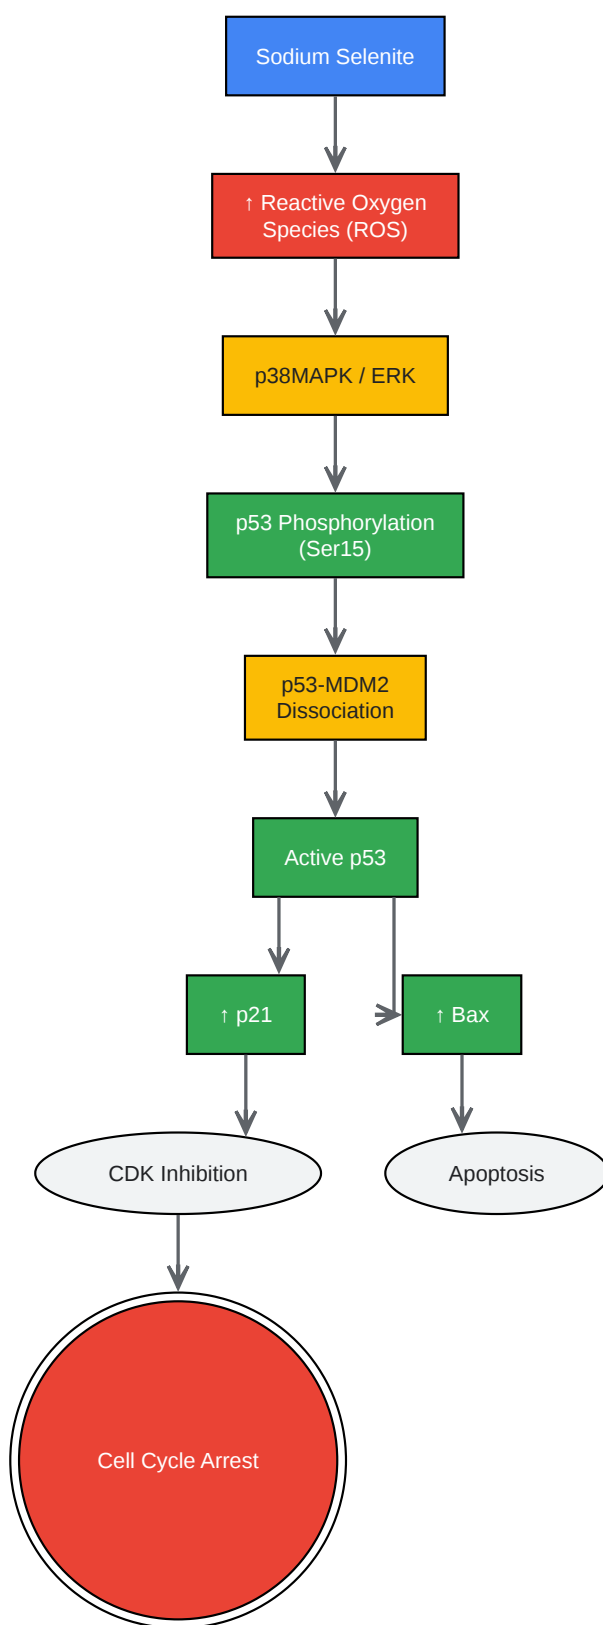 Sodium Selenite
↑ Reactive Oxygen
Species (ROS)
p38MAPK / ERK
p53 Phosphorylation
(Ser15)
p53-MDM2
Dissociation
Active p53
↑ p21
↑ Bax
CDK Inhibition
Apoptosis
Cell Cycle Arrest